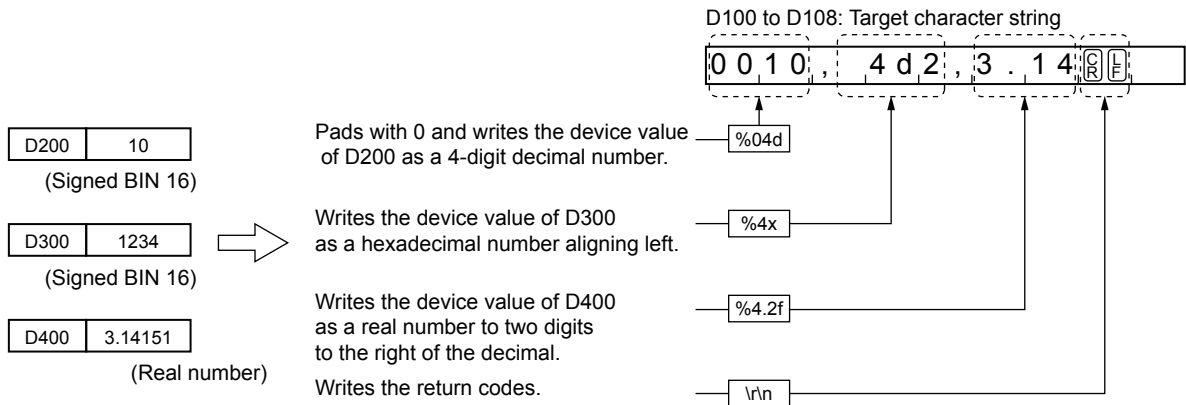 D100 to D108: Target character string
0 0 1 0 , 4 d 2 , 3 . 1 4 CR LF
Pads with 0 and writes the device value
of D200 as a 4-digit decimal number.
%04d
D200 10
(Signed BIN 16)
Writes the device value of D300
as a hexadecimal number aligning left.
%4x
D300 1234
(Signed BIN 16)
Writes the device value of D400
as a real number to two digits
to the right of the decimal.
%4.2f
D400 3.14151
(Real number)
Writes the return codes.
\r\n